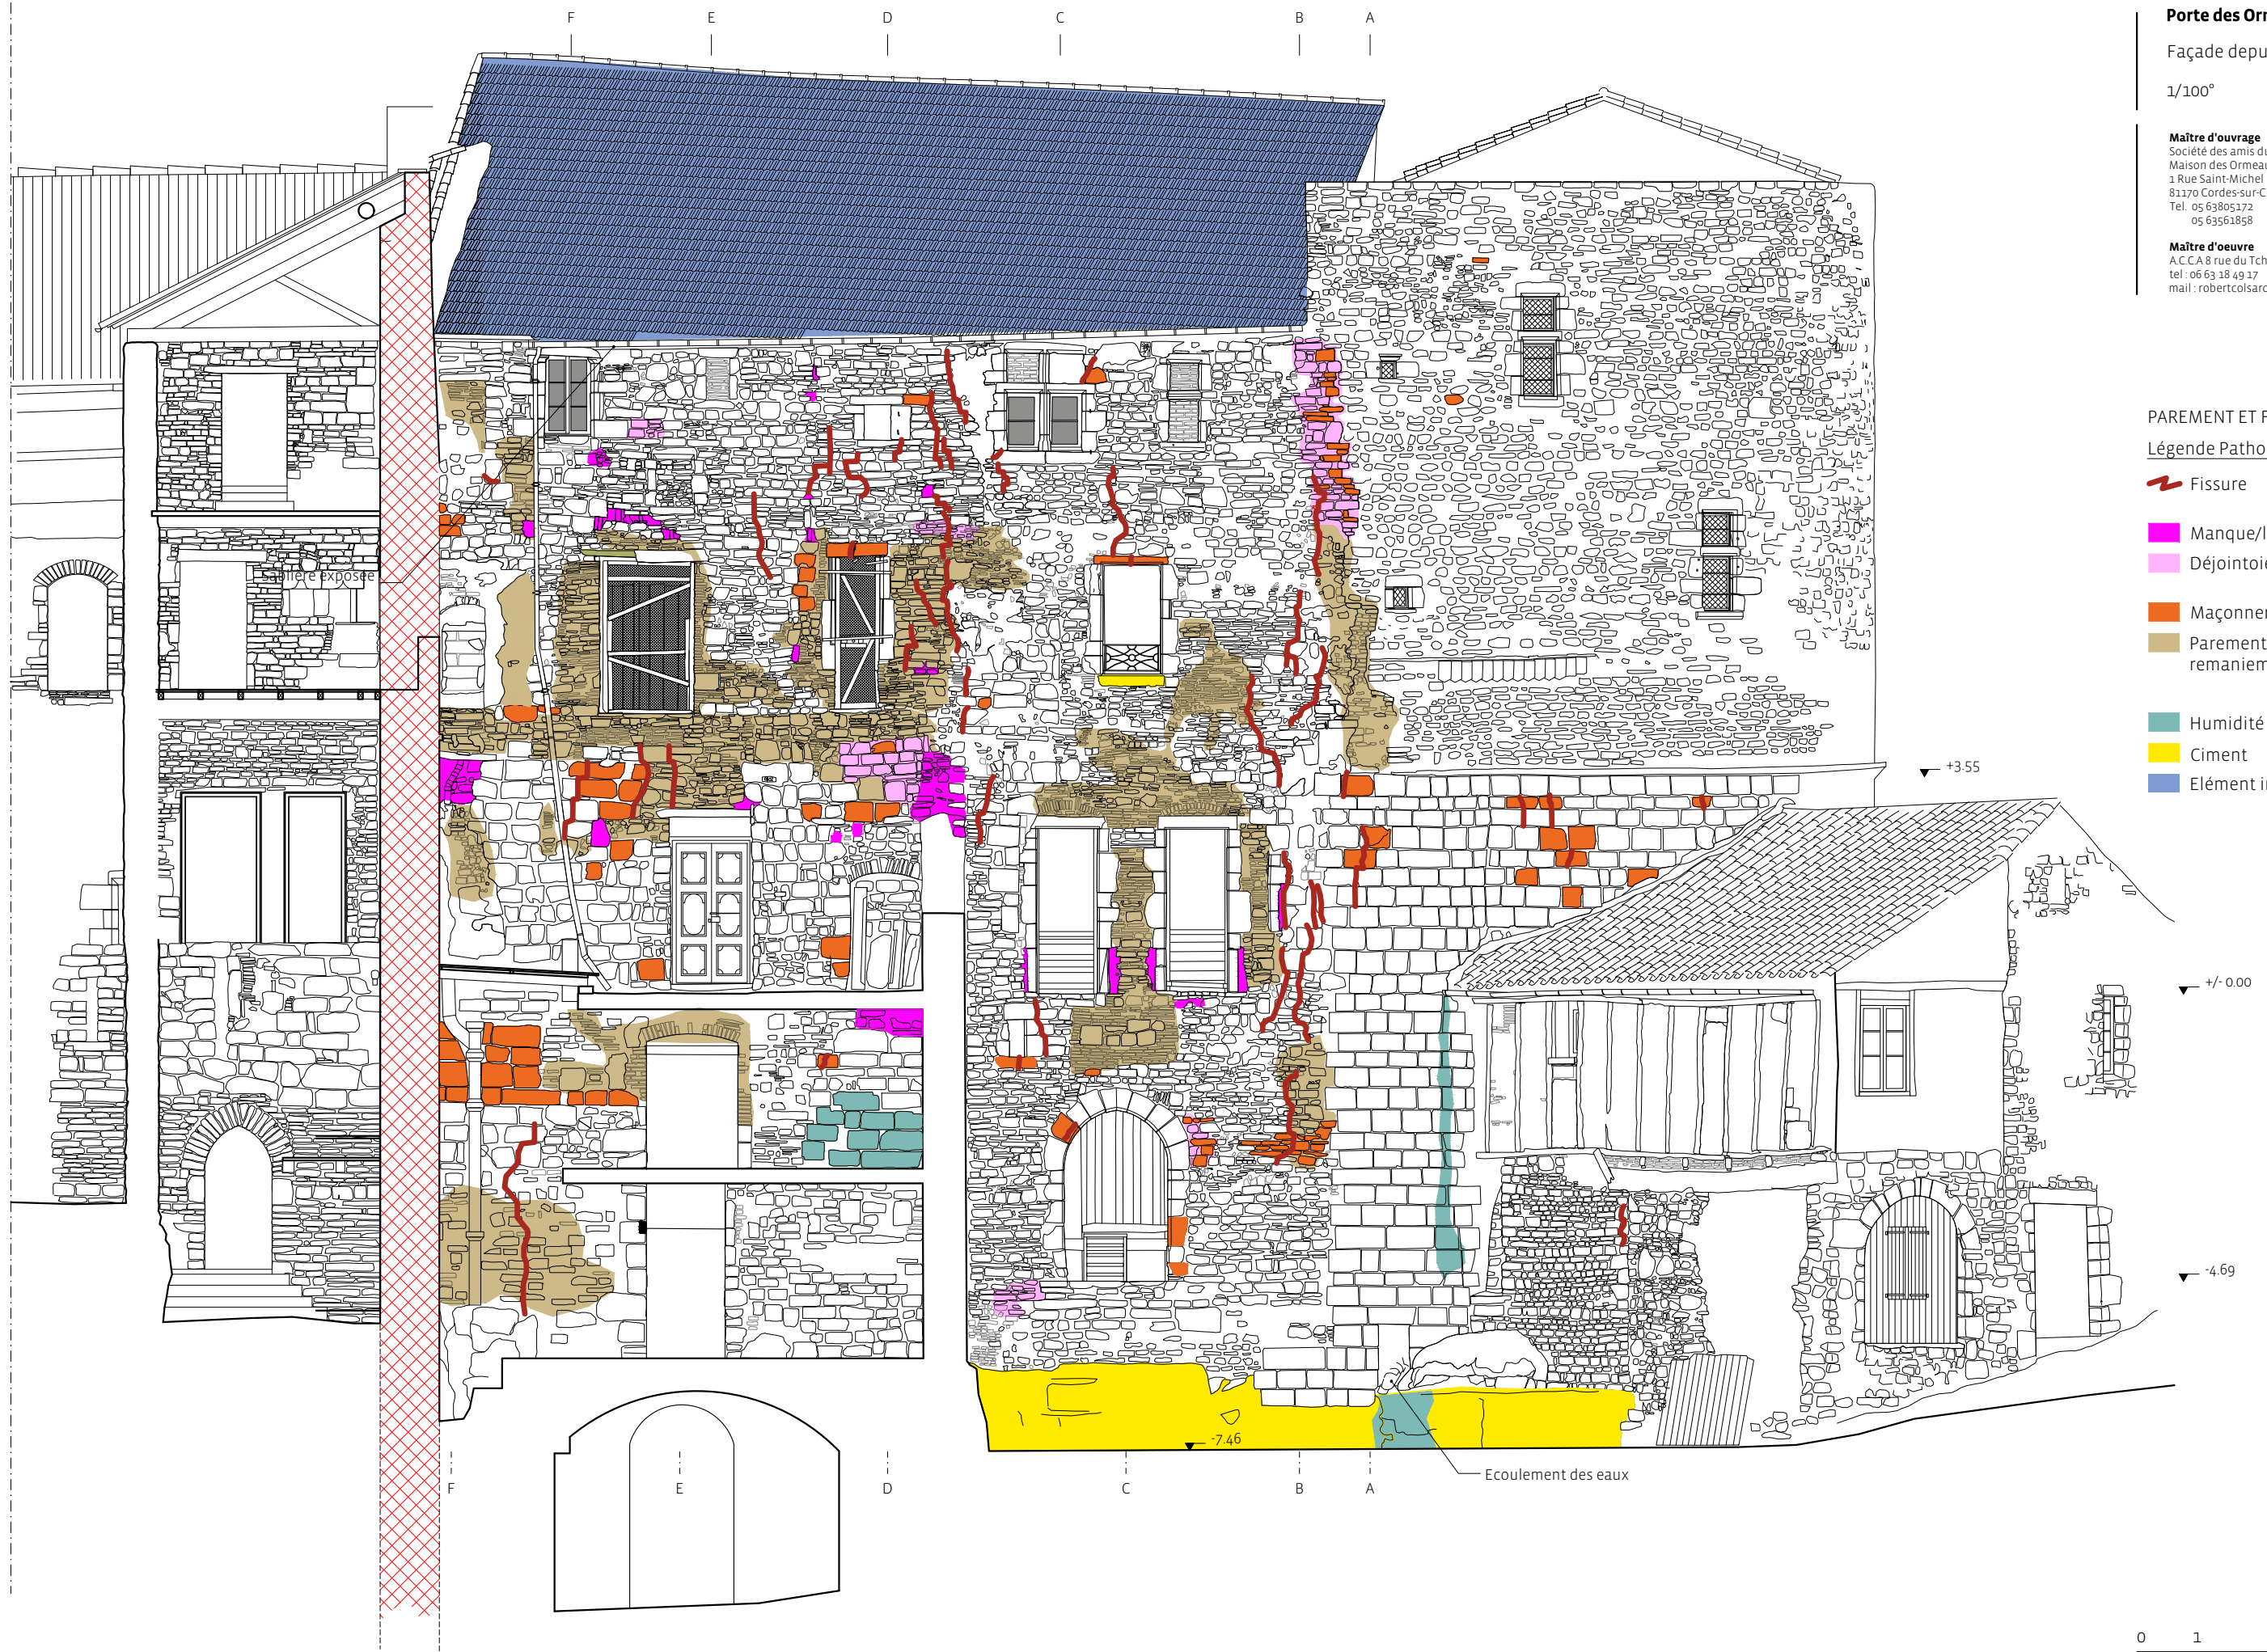 F E D C B A
Porte des Orm
Façade depu
1/100°
Maître d'ouvrage
Société des amis du
Maison des Ormeau
1 Rue Saint-Michel
81170 Cordes-sur-C
Tel. 05 63805172
05 63561858
Maître d'oeuvre
A.C.C.A 8 rue du Tch
tel : 06 63 18 49 17
mail : robertcolsaro
PAREMENT ET F
Légende Patho
Fissure
Manque/l
Déjointoie
Maçonner
Parement
remaniem
Humidité
Ciment
Elément i
Sablière exposée
+3.55
+/- 0.00
-4.69
-7.46
Ecoulement des eaux
F E D C B A
0 1